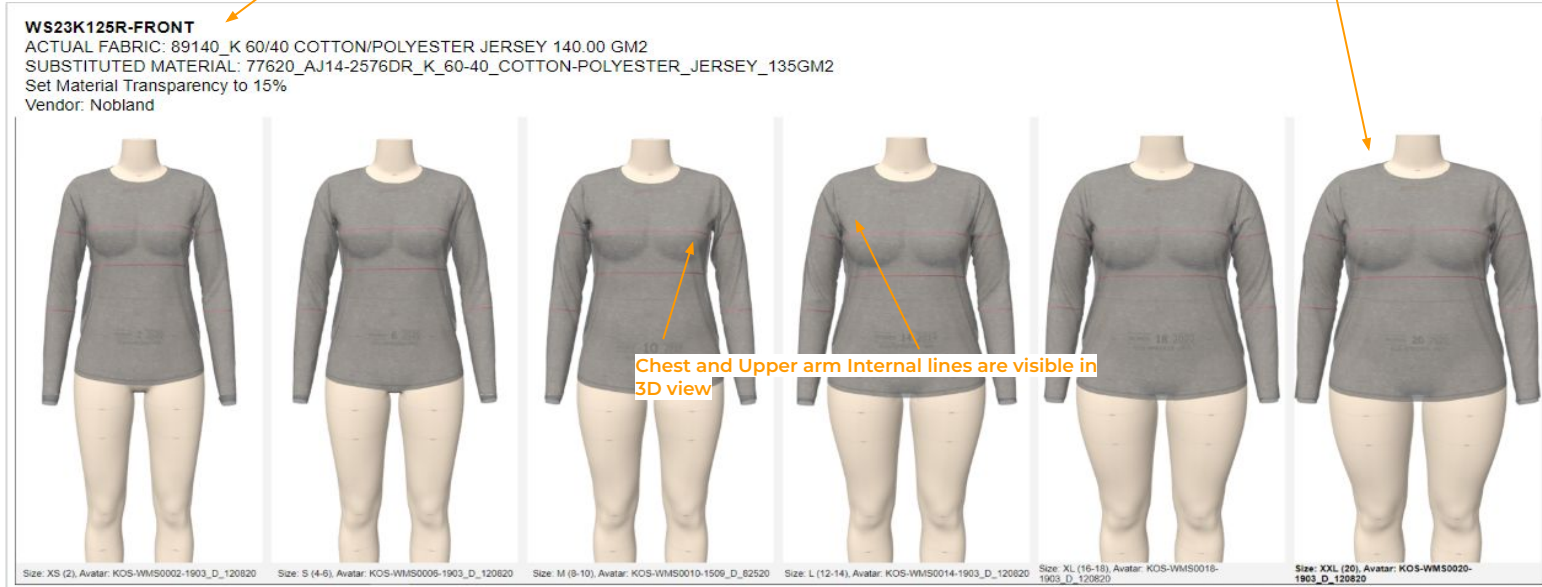 WS23K125R-FRONT
ACTUAL FABRIC: 89140_K 60/40 COTTON/POLYESTER JERSEY 140.00 GM2
SUBSTITUTED MATERIAL: 77620_AJ14-2576DR_K_60-40_COTTON-POLYESTER_JERSEY_135GM2
Set Material Transparency to 15%
Vendor: Nobland
Chest and Upper arm Internal lines are visible in
3D view
Size: XS (2), Avatar: KOS-WMS0002-1903_D_120820
Size: S (4-6), Avatar: KOS-WMS0006-1903_D_120820
Size: M (8-10), Avatar: KOS-WMS0010-1509_D_82520
Size: L (12-14), Avatar: KOS-WMS0014-1903_D_120820
Size: XL (16-18), Avatar: KOS-WMS0018-
1903_D_120820
Size: XXL (20), Avatar: KOS-WMS0020-
1903_D_120820